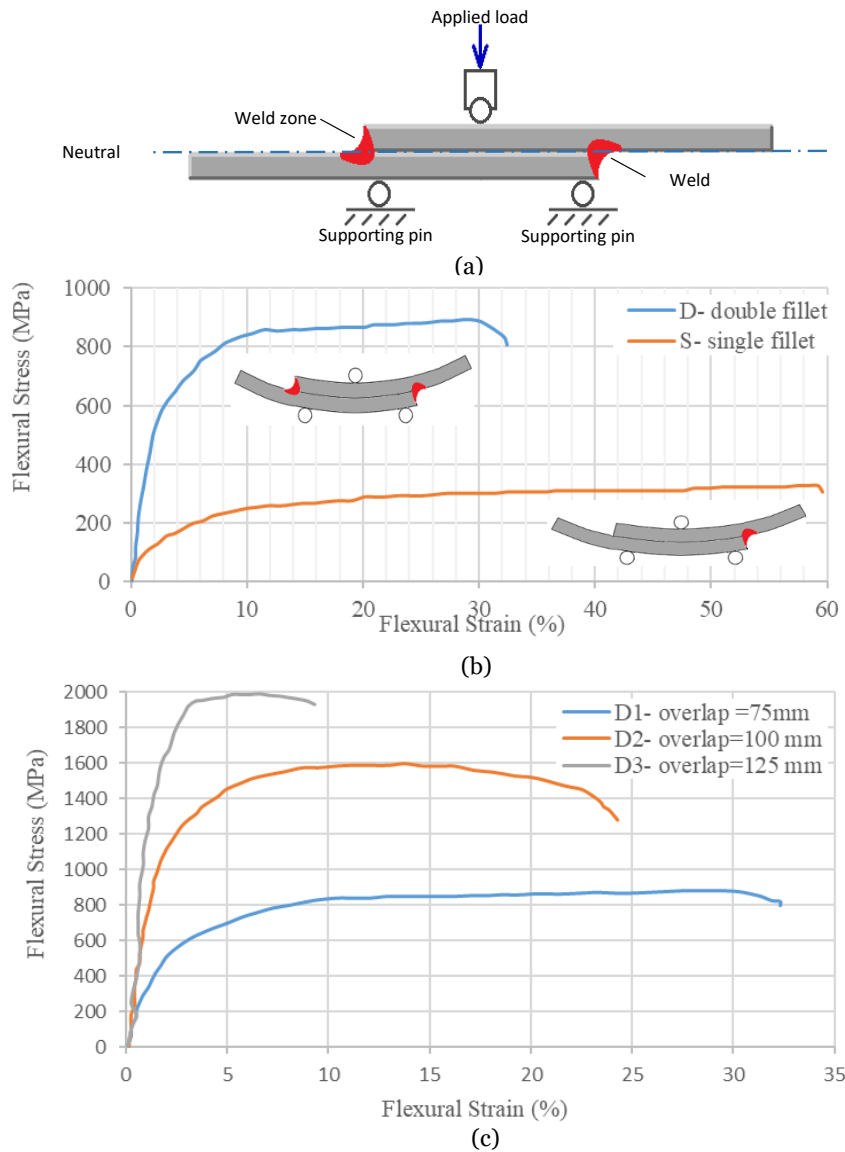 Applied load
Weld zone
Neutral
Weld
Supporting pin Supporting pin
(a)
Flexural Stress (MPa)
1000
800
600
400
200
0
D- double fillet
S- single fillet
0 10 20 30 40 50 60
Flexural Strain (%)
(b)
Flexural Stress (MPa)
2000
1800
1600
1400
1200
1000
800
600
400
200
0
D1- overlap =75mm
D2- overlap=100 mm
D3- overlap=125 mm
0 5 10 15 20 25 30 35
Flexural Strain (%)
(c)